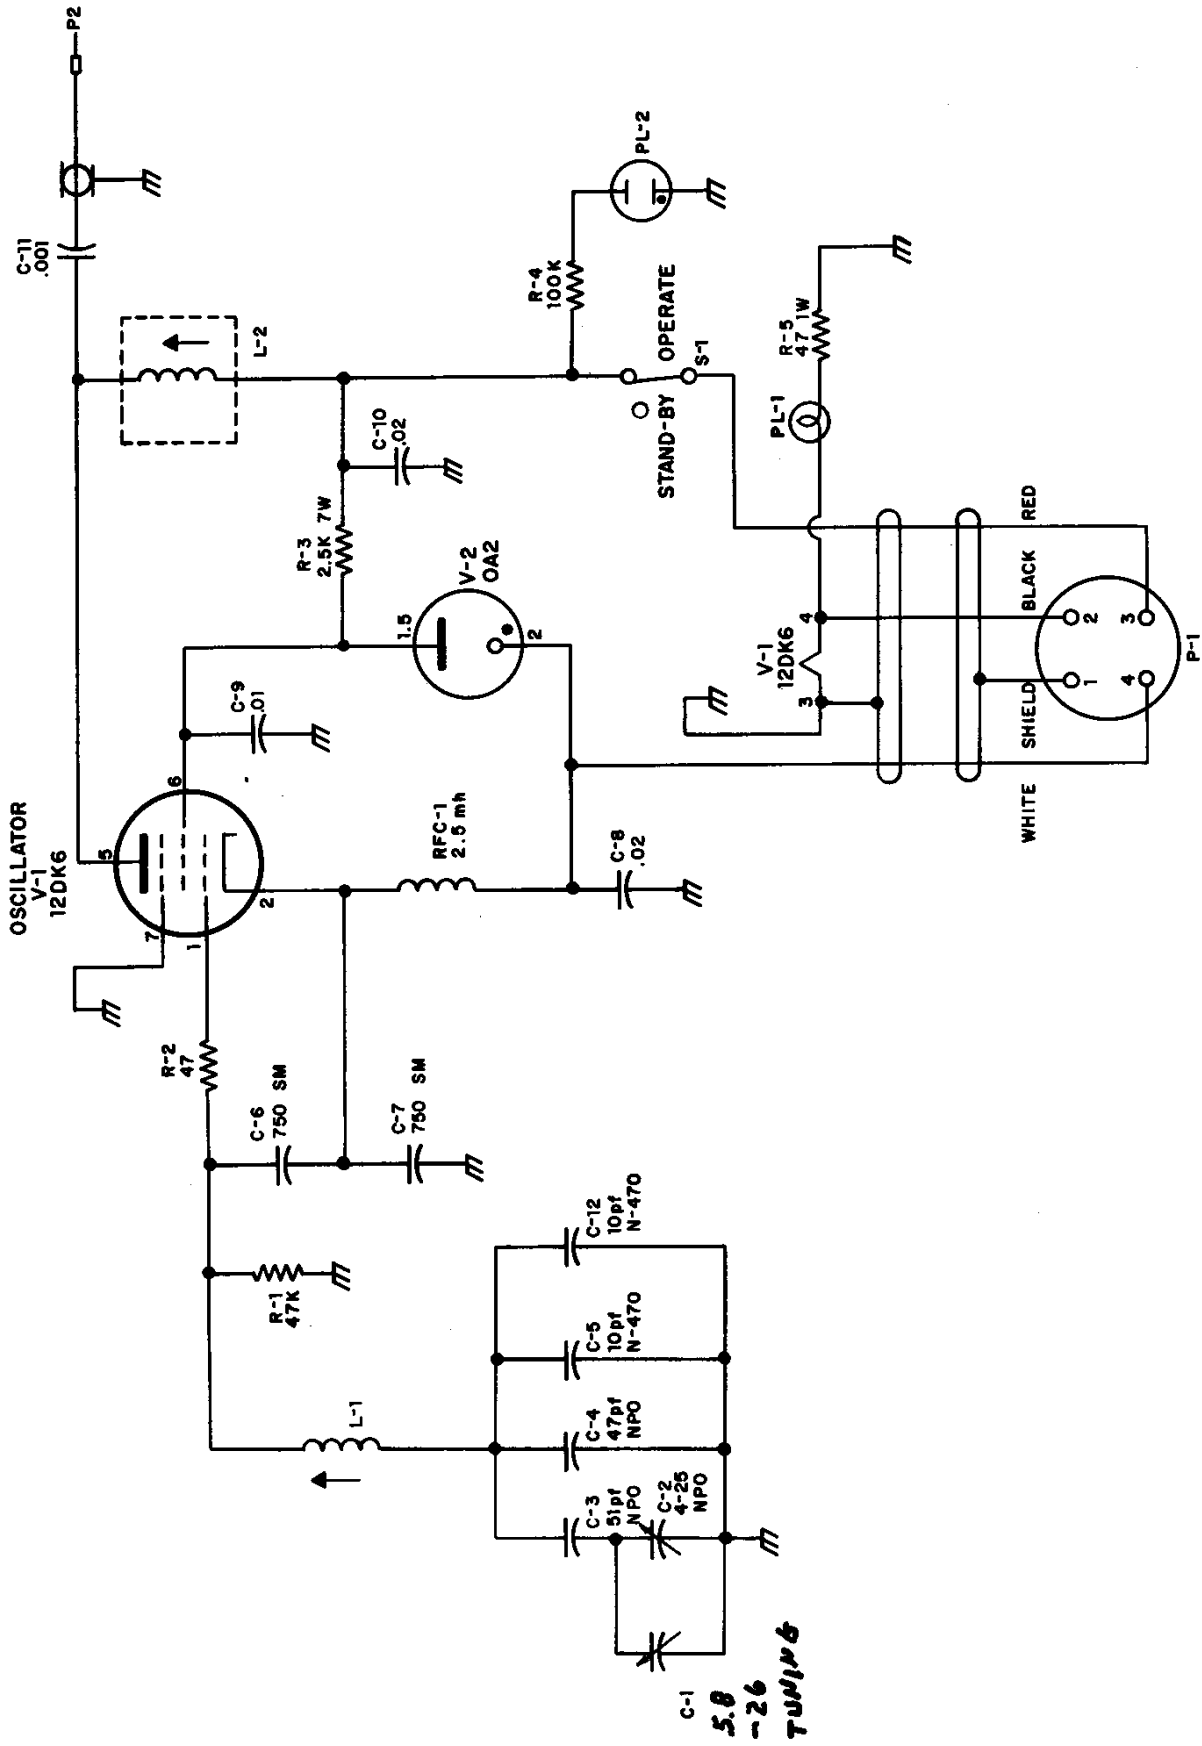 OSCILLATOR
V-1
12DK6
5
6
7
1
2
P2
C-11
.001
L-2
R-2
47
C-9
.01
R-3
2.5K 7W
C-10
.02
R-4
100K
PL-2
C-6
750 SM
C-7
750 SM
R-1
47K
L-1
RFC-1
2.5 mh
V-2
OA2
1.5
2
C-8
.02
STAND-BY
OPERATE
S-1
C-3
51pf
NPO
C-4
47pf
NPO
C-5
10pf
N-470
C-12
10pf
N-470
C-2
4-25
NPO
C-1
5.8
-26
TUNING
V-1
12DK6
3
4
PL-1
R-5
47 1W
WHITE
SHIELD
BLACK
RED
1
2
4
3
P-1